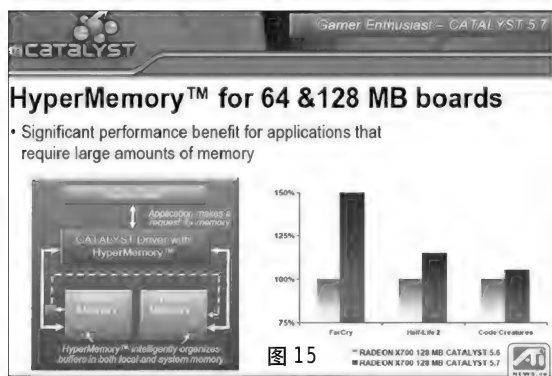 Gamer Enthusiast – CATALYST 5.7
CATALYST
HyperMemory™ for 64 &128 MB boards
• Significant performance benefit for applications that
require large amounts of memory
Application makes a
request for memory
CATALYST Driver with
HyperMemory™
Memory
Memory
HyperMemory™ intelligently organizes
buffers in both local and system memory
150%
125%
100%
75%
FarCry
Half-Life 2
Code Creatures
图 15
RADEON X700 128 MB CATALYST 5.6
RADEON X700 128 MB CATALYST 5.7
ATI